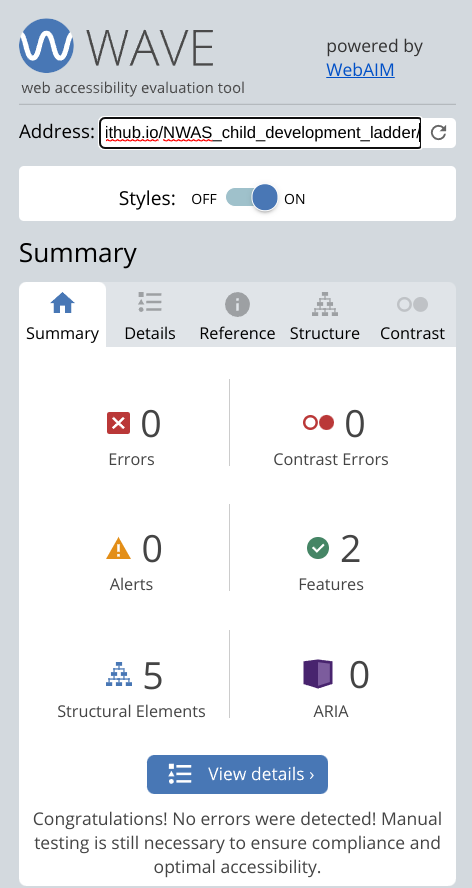 WAVE
web accessibility evaluation tool
powered by
WebAIM
Address: ithub.io/NWAS_child_development_ladder/
Styles: OFF ON
Summary
Summary Details Reference Structure Contrast
0 0
Errors Contrast Errors
0 2
Alerts Features
5 0
Structural Elements ARIA
View details ›
Congratulations! No errors were detected! Manual
testing is still necessary to ensure compliance and
optimal accessibility.